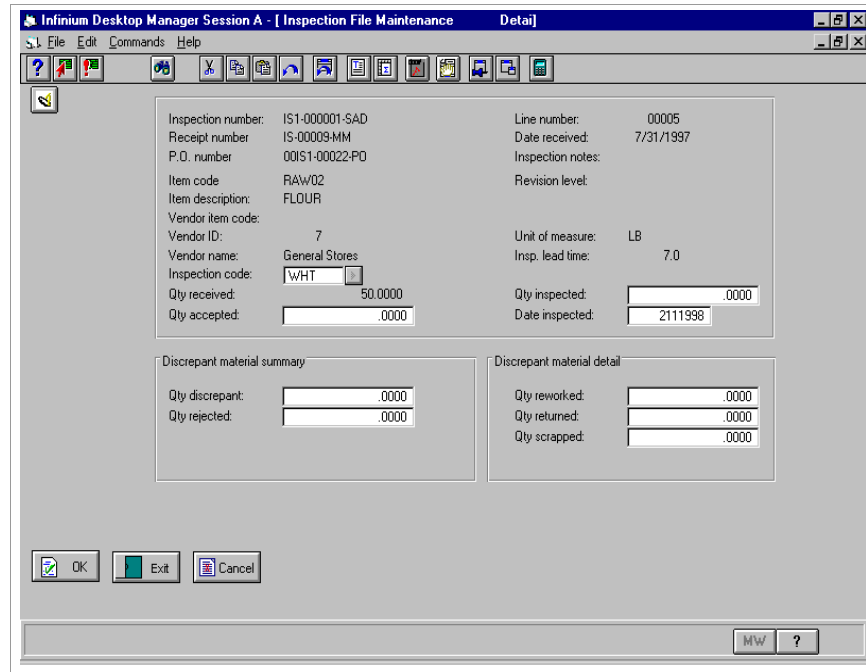 Infinium Desktop Manager Session A - [ Inspection File Maintenance Detai]
File Edit Commands Help
Inspection number: IS1-000001-SAD Line number: 00005
Receipt number IS-00009-MM Date received: 7/31/1997
P.O. number 00IS1-00022-PO Inspection notes:
Item code RAW02 Revision level:
Item description: FLOUR
Vendor item code:
Vendor ID: 7 Unit of measure: LB
Vendor name: General Stores Insp. lead time: 7.0
Inspection code: WHT
Qty received: 50.0000 Qty inspected: .0000
Qty accepted: .0000 Date inspected: 2111998
Discrepant material summary Discrepant material detail
Qty discrepant: .0000 Qty reworked: .0000
Qty rejected: .0000 Qty returned: .0000
Qty scrapped: .0000
OK Exit Cancel
MW ?